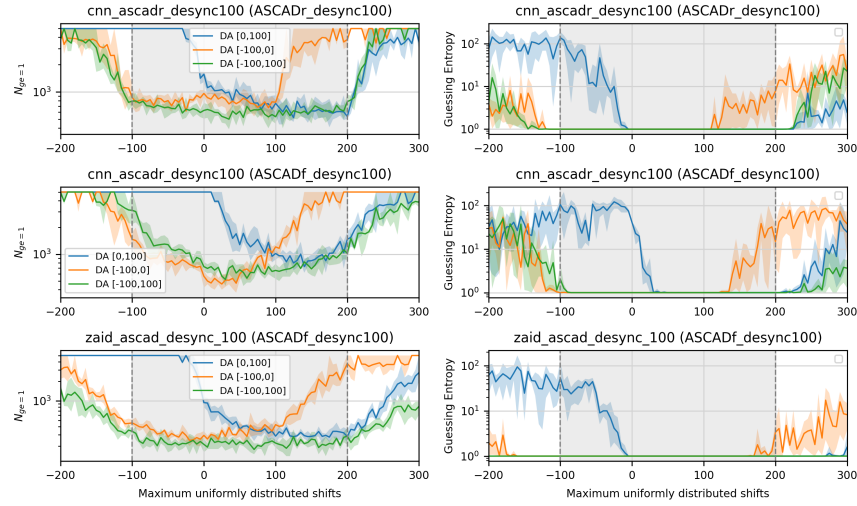 cnn_ascadr_desync100 (ASCADr_desync100)
N_{ge=1}
10^3
DA [0,100]
DA [-100,0]
DA [-100,100]
−200 −100 0 100 200 300
cnn_ascadr_desync100 (ASCADr_desync100)
Guessing Entropy
10^2
10^1
10^0
−200 −100 0 100 200 300
cnn_ascadr_desync100 (ASCADf_desync100)
N_{ge=1}
10^3
DA [0,100]
DA [-100,0]
DA [-100,100]
−200 −100 0 100 200 300
cnn_ascadr_desync100 (ASCADf_desync100)
Guessing Entropy
10^2
10^1
10^0
−200 −100 0 100 200 300
zaid_ascad_desync_100 (ASCADf_desync100)
N_{ge=1}
10^3
DA [0,100]
DA [-100,0]
DA [-100,100]
−200 −100 0 100 200 300
Maximum uniformly distributed shifts
zaid_ascad_desync_100 (ASCADf_desync100)
Guessing Entropy
10^2
10^1
10^0
−200 −100 0 100 200 300
Maximum uniformly distributed shifts